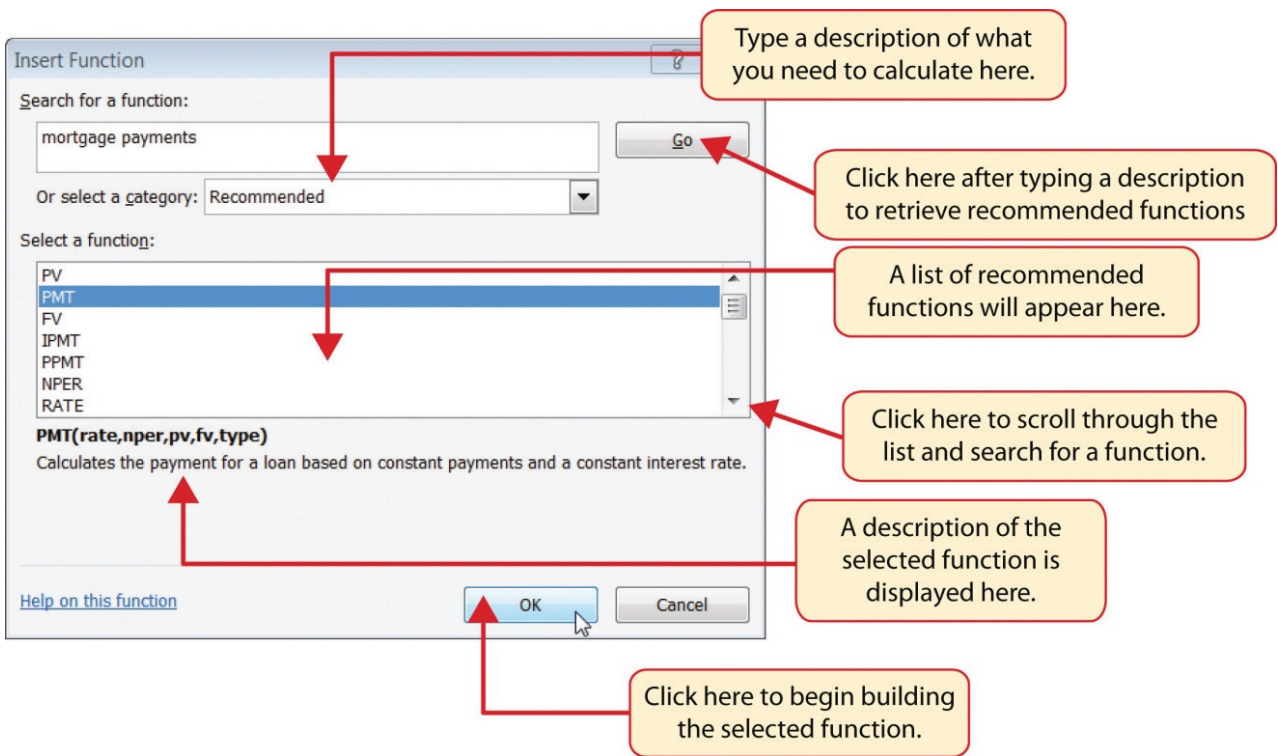 Type a description of what
you need to calculate here.
Insert Function
?
Search for a function:
mortgage payments
Go
Or select a category: Recommended
Click here after typing a description
to retrieve recommended functions
Select a function:
PV
PMT
FV
IPMT
PPMT
NPER
RATE
A list of recommended
functions will appear here.
Click here to scroll through the
list and search for a function.
PMT(rate,nper,pv,fv,type)
Calculates the payment for a loan based on constant payments and a constant interest rate.
A description of the
selected function is
displayed here.
Help on this function
OK
Cancel
Click here to begin building
the selected function.